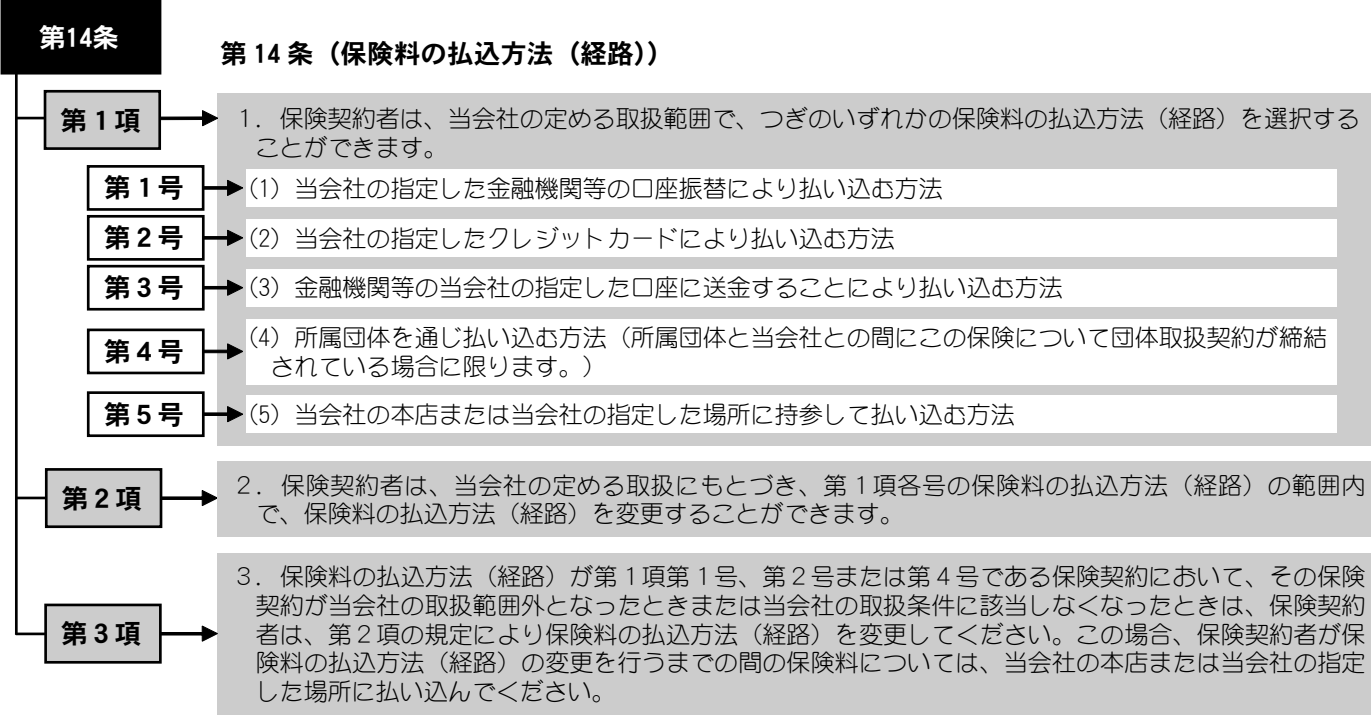 第14条
第14条（保険料の払込方法（経路））
第1項
1．保険契約者は、当会社の定める取扱範囲で、つぎのいずれかの保険料の払込方法（経路）を選択する
ことができます。
第1号
(1) 当会社の指定した金融機関等の口座振替により払い込む方法
第2号
(2) 当会社の指定したクレジットカードにより払い込む方法
第3号
(3) 金融機関等の当会社の指定した口座に送金することにより払い込む方法
第4号
(4) 所属団体を通じ払い込む方法（所属団体と当会社との間にこの保険について団体取扱契約が締結
されている場合に限ります。）
第5号
(5) 当会社の本店または当会社の指定した場所に持参して払い込む方法
第2項
2．保険契約者は、当会社の定める取扱にもとづき、第1項各号の保険料の払込方法（経路）の範囲内
で、保険料の払込方法（経路）を変更することができます。
第3項
3．保険料の払込方法（経路）が第1項第1号、第2号または第4号である保険契約において、その保険
契約が当会社の取扱範囲外となったときまたは当会社の取扱条件に該当しなくなったときは、保険契約
者は、第2項の規定により保険料の払込方法（経路）を変更してください。この場合、保険契約者が保
険料の払込方法（経路）の変更を行うまでの間の保険料については、当会社の本店または当会社の指定
した場所に払い込んでください。